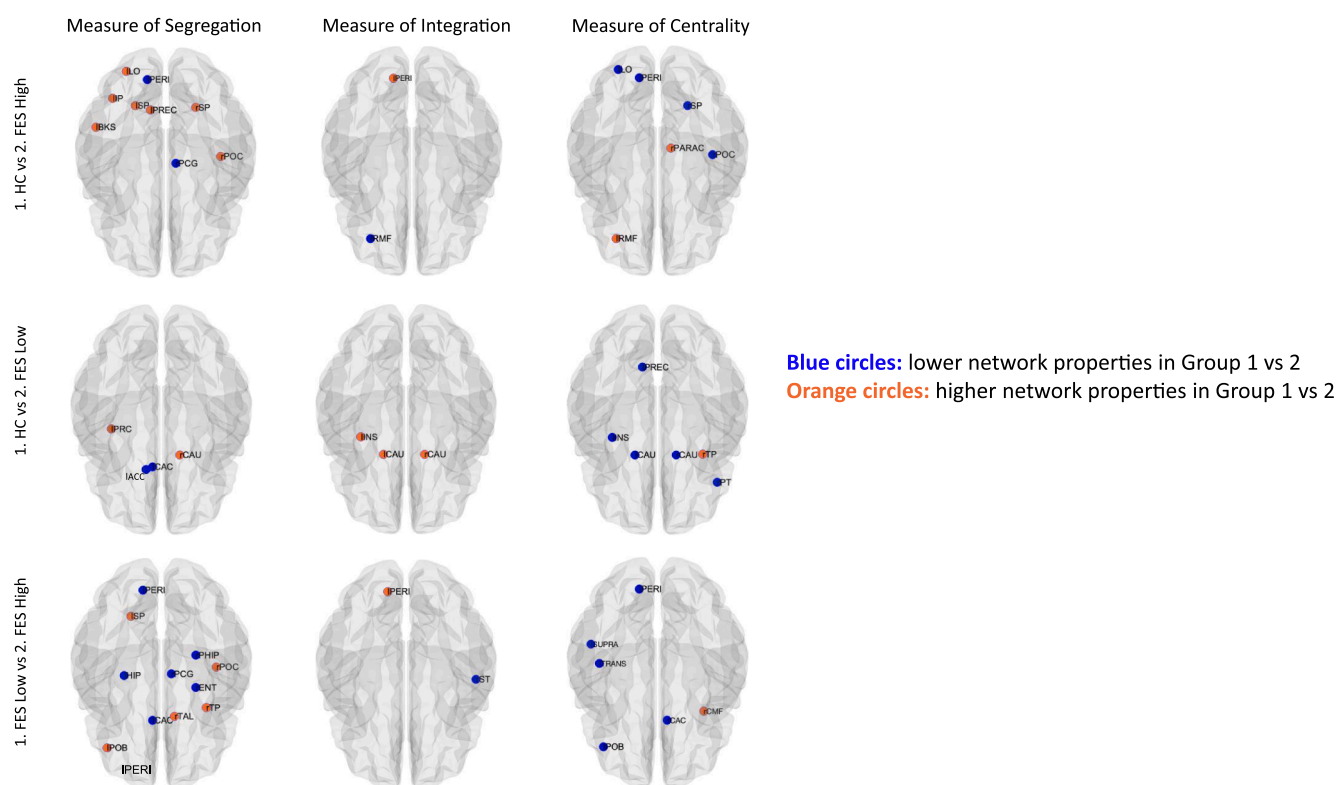 Measure of Segregation
Measure of Integration
Measure of Centrality
1. HC vs 2. FES High
lLO
PERI
lIP
lSP
lPREC
rSP
lBKS
rPOC
PCG
lPERI
RMF
LO
PERI
SP
rPARAC
POC
lRMF
1. HC vs 2. FES Low
lPRC
CAC
lACC
rCAU
lINS
lCAU
rCAU
PREC
INS
CAU
CAU
rTP
PT
Blue circles: lower network properties in Group 1 vs 2
Orange circles: higher network properties in Group 1 vs 2
1. FES Low vs 2. FES High
PERI
lSP
PHIP
rPOC
HIP
PCG
ENT
rTP
CAC
rTAL
lPOB
lPERI
lPERI
ST
PERI
SUPRA
TRANS
rCMF
CAC
POB